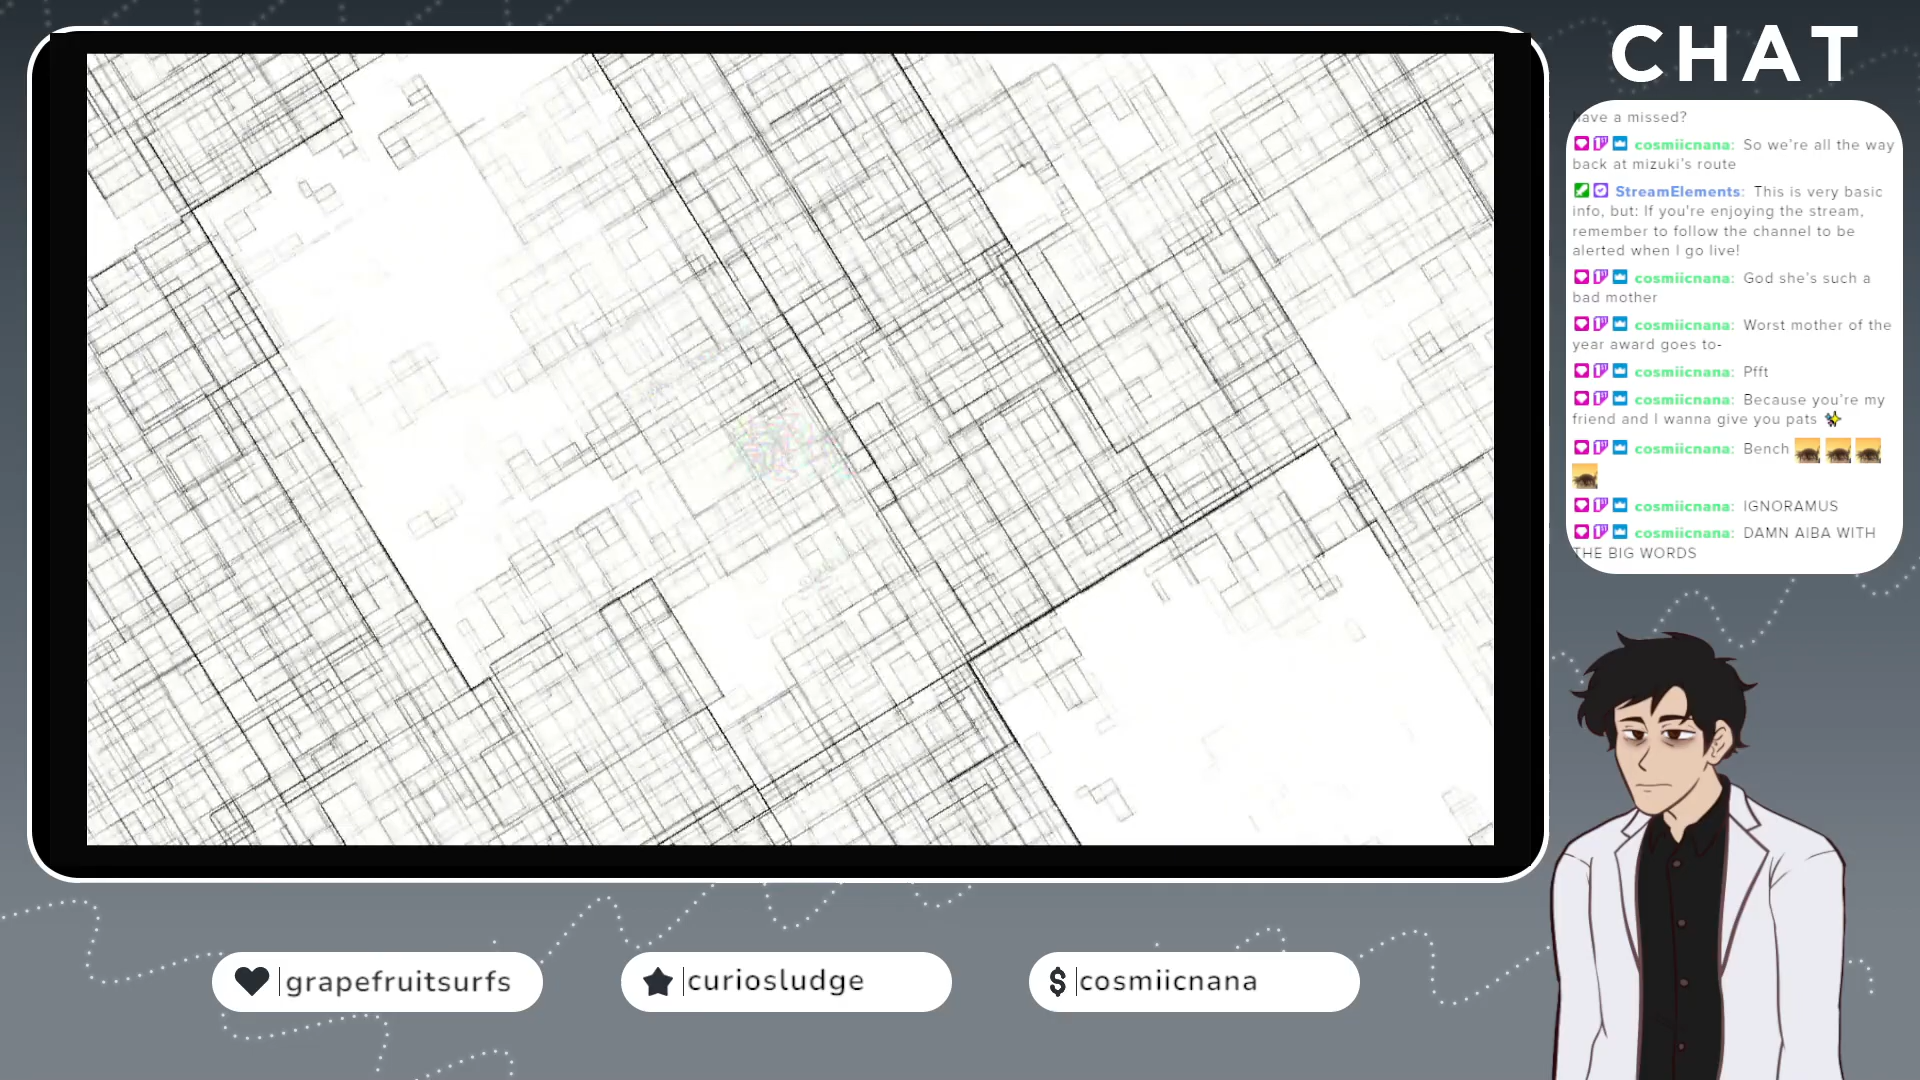 CHAT
have a missed?
cosmiicnana: So we're all the way
back at mizuki's route
StreamElements: This is very basic
info, but: If you're enjoying the stream,
remember to follow the channel to be
alerted when I go live!
cosmiicnana: God she's such a
bad mother
cosmiicnana: Worst mother of the
year award goes to-
cosmiicnana: Pfft
cosmiicnana: Because you're my
friend and I wanna give you pats ✨
cosmiicnana: Bench
cosmiicnana: IGNORAMUS
cosmiicnana: DAMN AIBA WITH
THE BIG WORDS
grapefruitsurfs
curiosludge
$ cosmiicnana